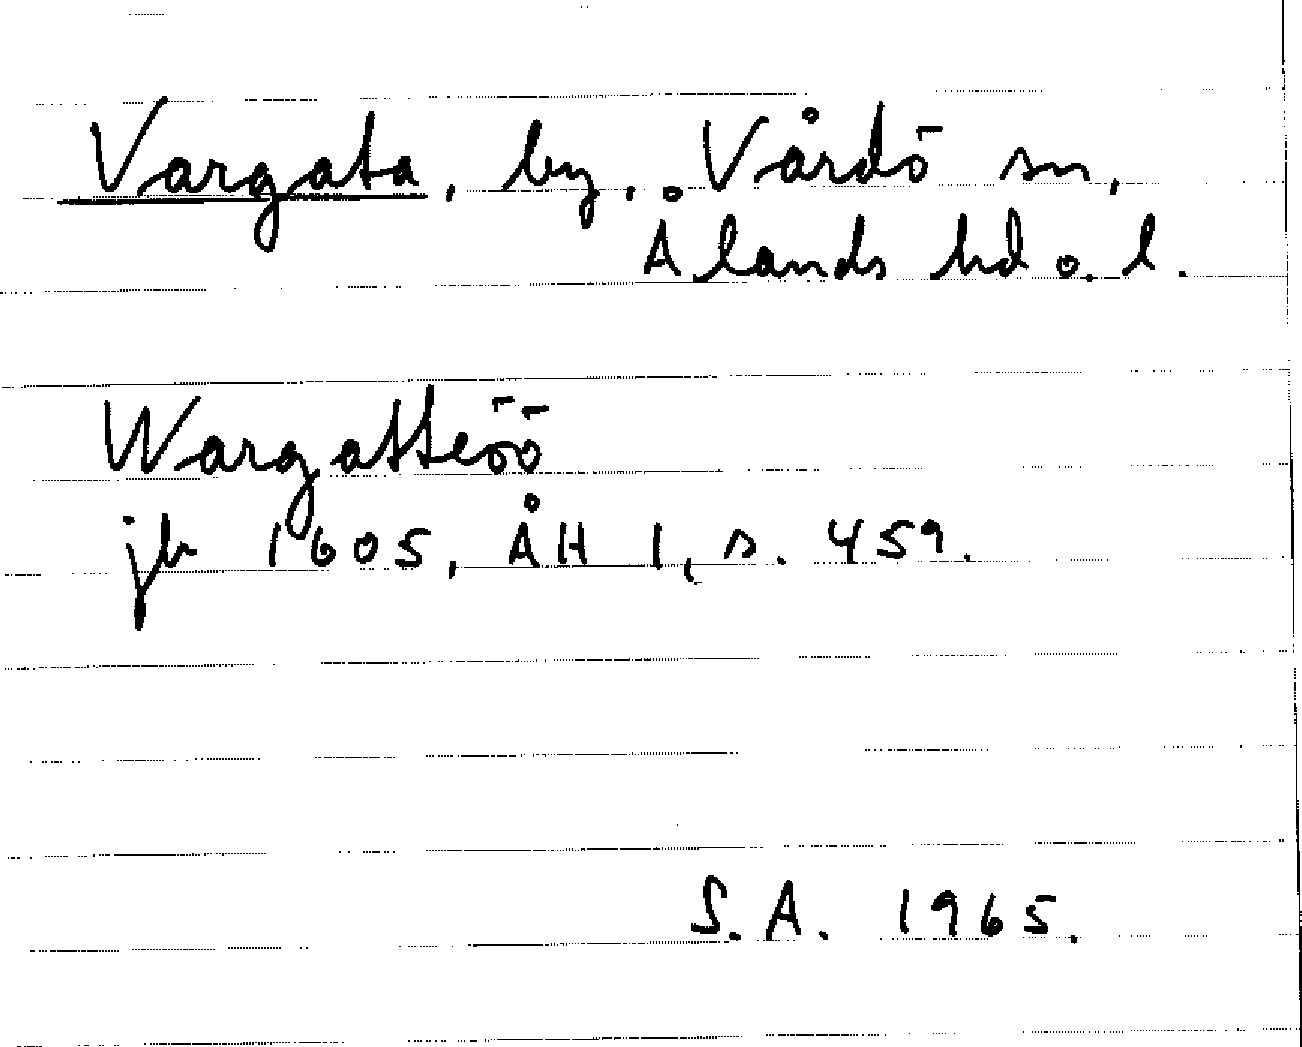 Vargata, by, Vårdö sn,
Ålands hd o. l.
Wargatteöö
jb 1605, ÅH I, s. 459.
S.A. 1965.